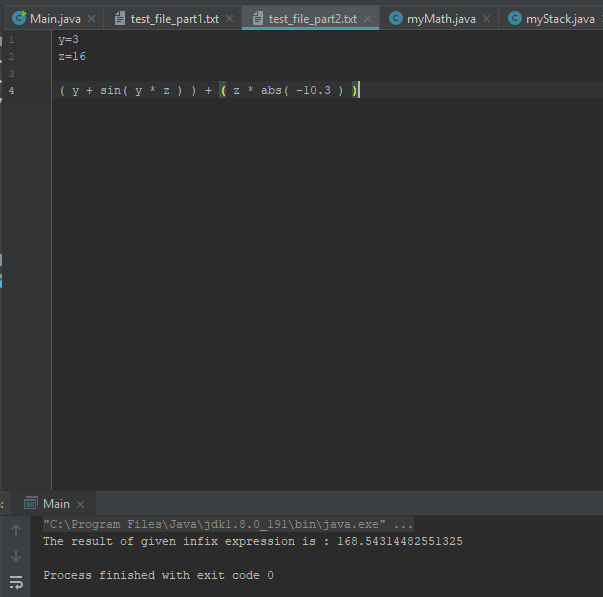 Main.java test_file_part1.txt test_file_part2.txt myMath.java myStack.java
1 y=3
2 z=16
3
4 ( y + sin( y * z ) ) + ( z * abs( -10.3 ) )
: Main
"C:\Program Files\Java\jdk1.8.0_191\bin\java.exe" ...
The result of given infix expression is : 168.54314482551325
Process finished with exit code 0